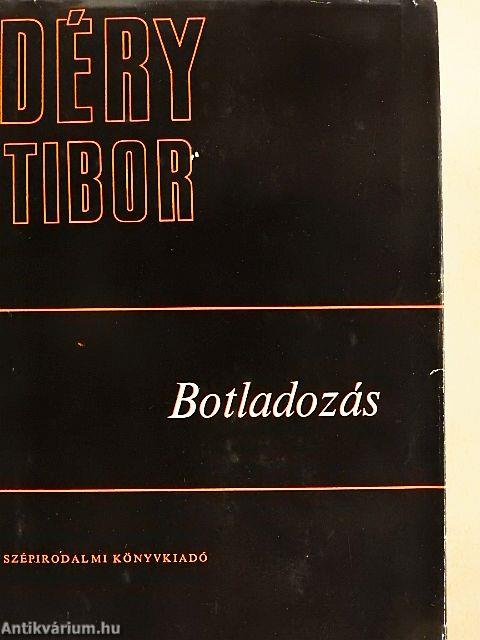 DÉRY
TIBOR
Botladozás
SZÉPIRODALMI KÖNYVKIADÓ
Antikvárium.hu